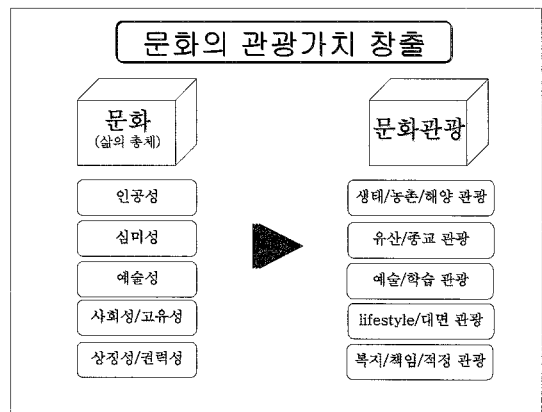 문화의 관광가치 창출
문화
(삶의 총체)
인공성
심미성
예술성
사회성/고유성
상징성/권력성
문화관광
생태/농촌/해양 관광
유산/종교 관광
예술/학습 관광
lifestyle/대면 관광
복지/책임/적정 관광